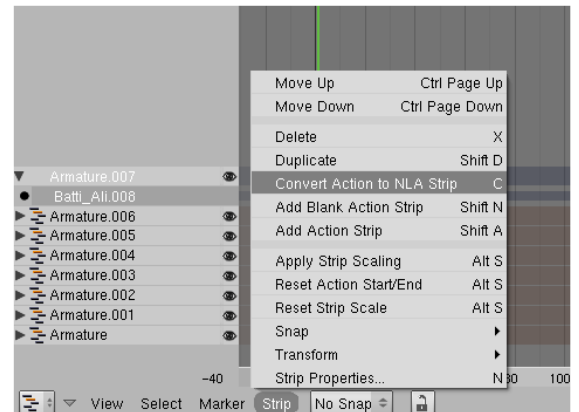 Move Up Ctrl Page Up
Move Down Ctrl Page Down
Delete X
Duplicate Shift D
Convert Action to NLA Strip C
Add Blank Action Strip Shift N
Add Action Strip Shift A
Apply Strip Scaling Alt S
Reset Action Start/End Alt S
Reset Strip Scale Alt S
Snap
Transform
Strip Properties... N
Armature.007
Batti_Ali.008
Armature.006
Armature.005
Armature.004
Armature.003
Armature.002
Armature.001
Armature
-40 100
View Select Marker Strip No Snap